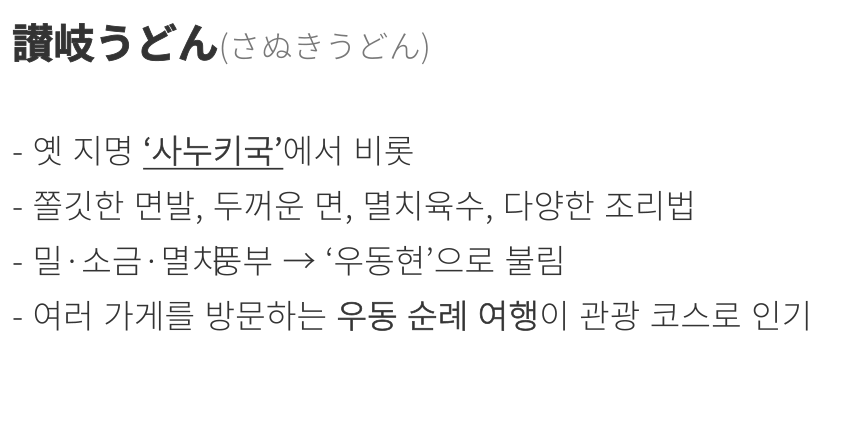 讃岐うどん(さぬきうどん)
- 옛 지명 ‘사누키국’에서 비롯
- 쫄깃한 면발, 두꺼운 면, 멸치육수, 다양한 조리법
- 밀·소금·멸치풍부 → ‘우동현’으로 불림
- 여러 가게를 방문하는 우동 순례 여행이 관광 코스로 인기